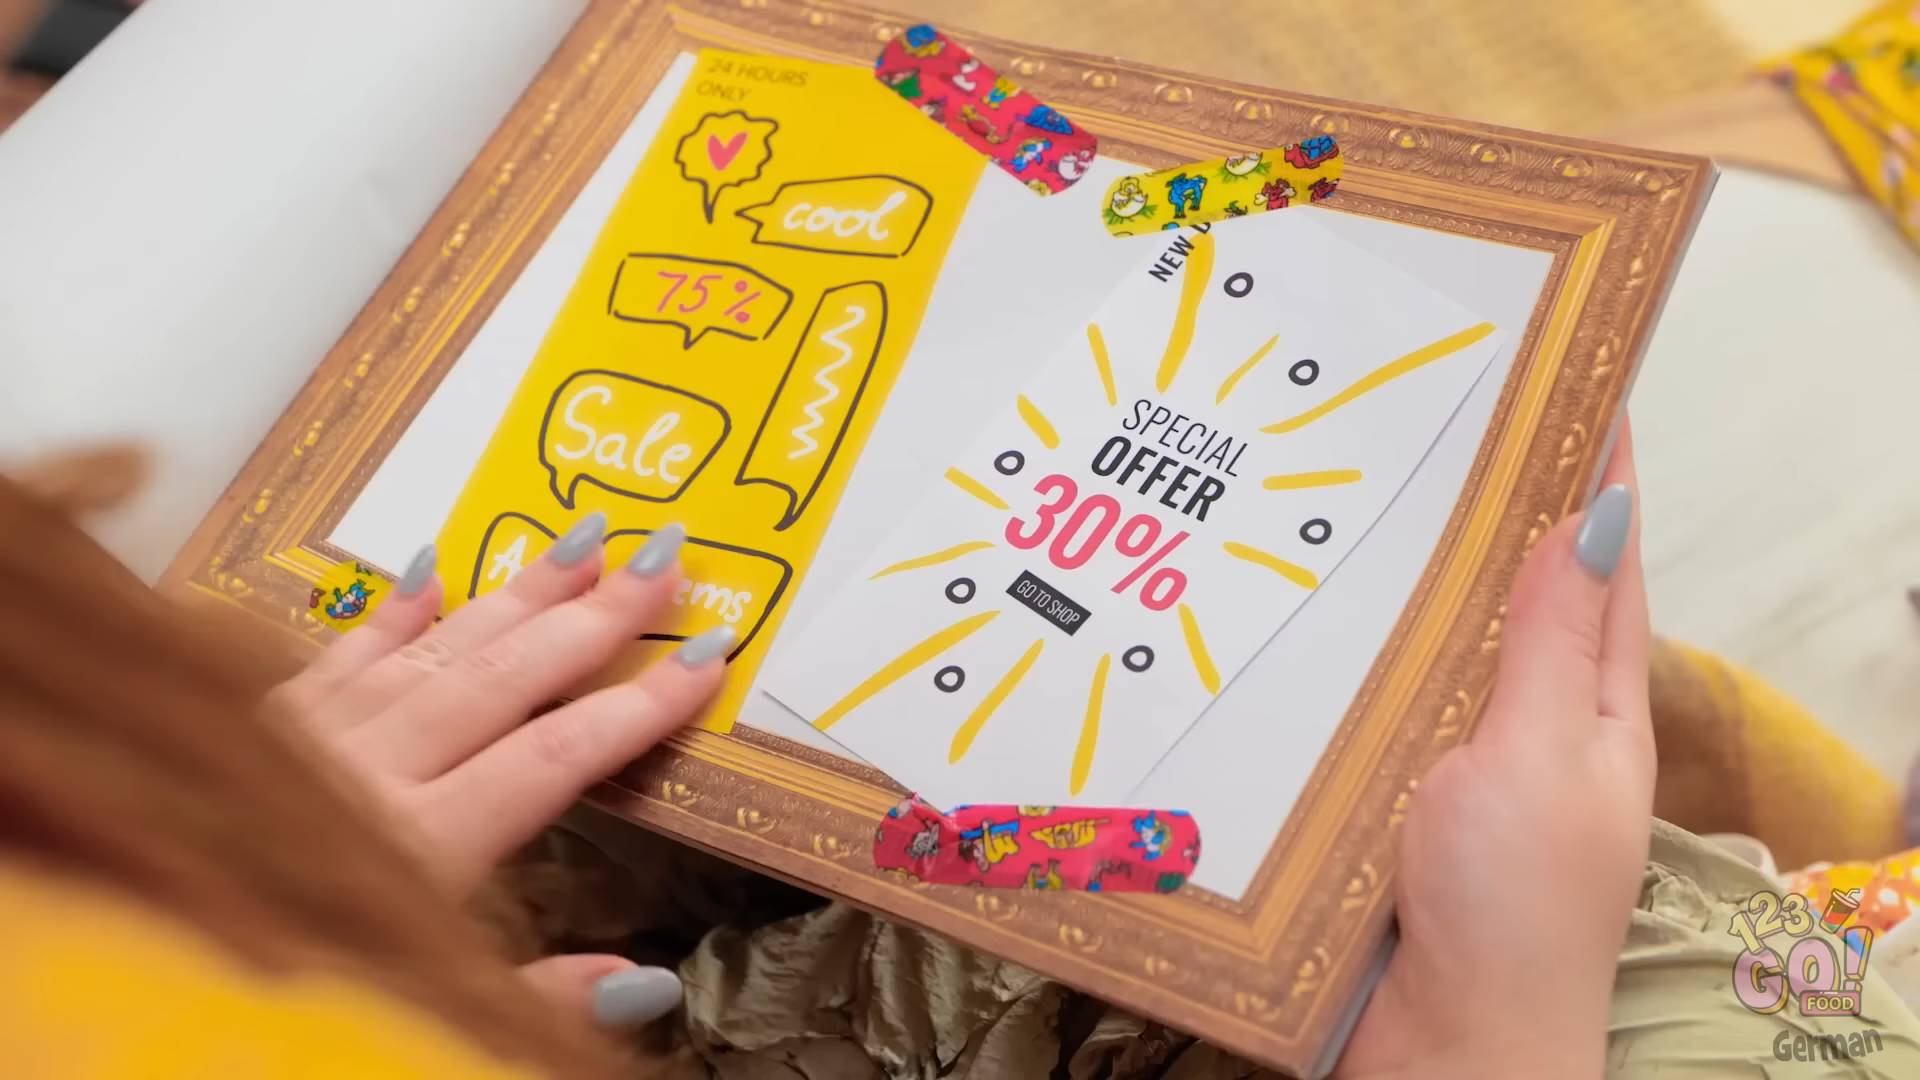 24 HOURS
ONLY
cool
75%
Sale
NEW
SPECIAL
OFFER
30%
GO TO SHOP
123
GO!
FOOD
German